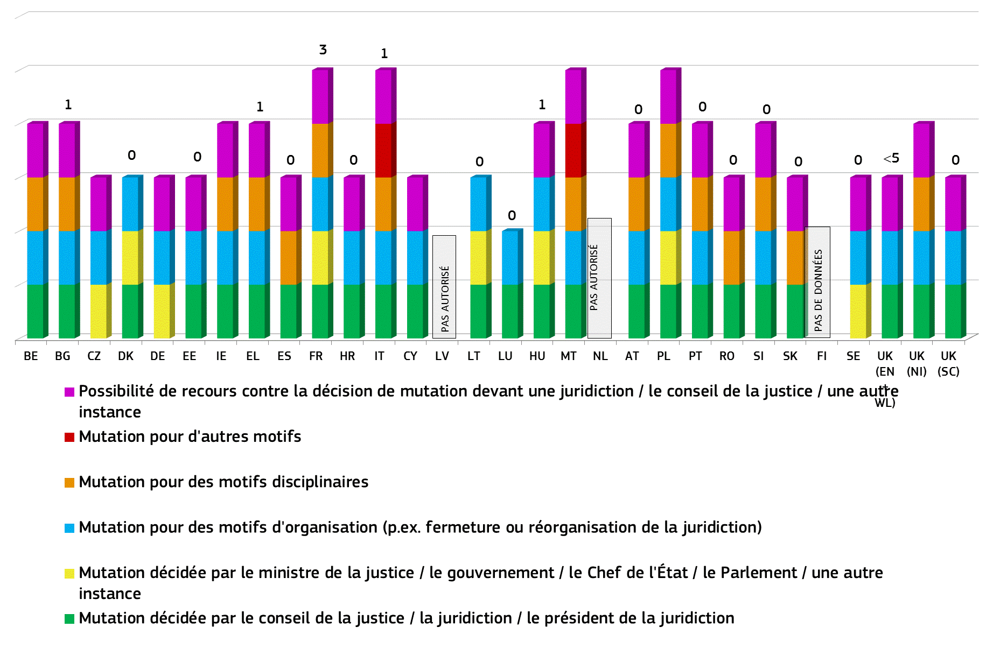 3
1
1
1
1
0
0
0
0
0
0
0
0
0
0
0
0
0
<5
0
PAS AUTORISÉ
PAS AUTORISÉ
PAS DE DONNÉES
BE BG CZ DK DE EE IE EL ES FR HR IT CY LV LT LU HU MT NL AT PL PT RO SI SK FI SE UK UK UK
(EN (NI) (SC)
+
WL)
Possibilité de recours contre la décision de mutation devant une juridiction / le conseil de la justice / une autre
instance
Mutation pour d'autres motifs
Mutation pour des motifs disciplinaires
Mutation pour des motifs d'organisation (p.ex. fermeture ou réorganisation de la juridiction)
Mutation décidée par le ministre de la justice / le gouvernement / le Chef de l'État / le Parlement / une autre
instance
Mutation décidée par le conseil de la justice / la juridiction / le président de la juridiction